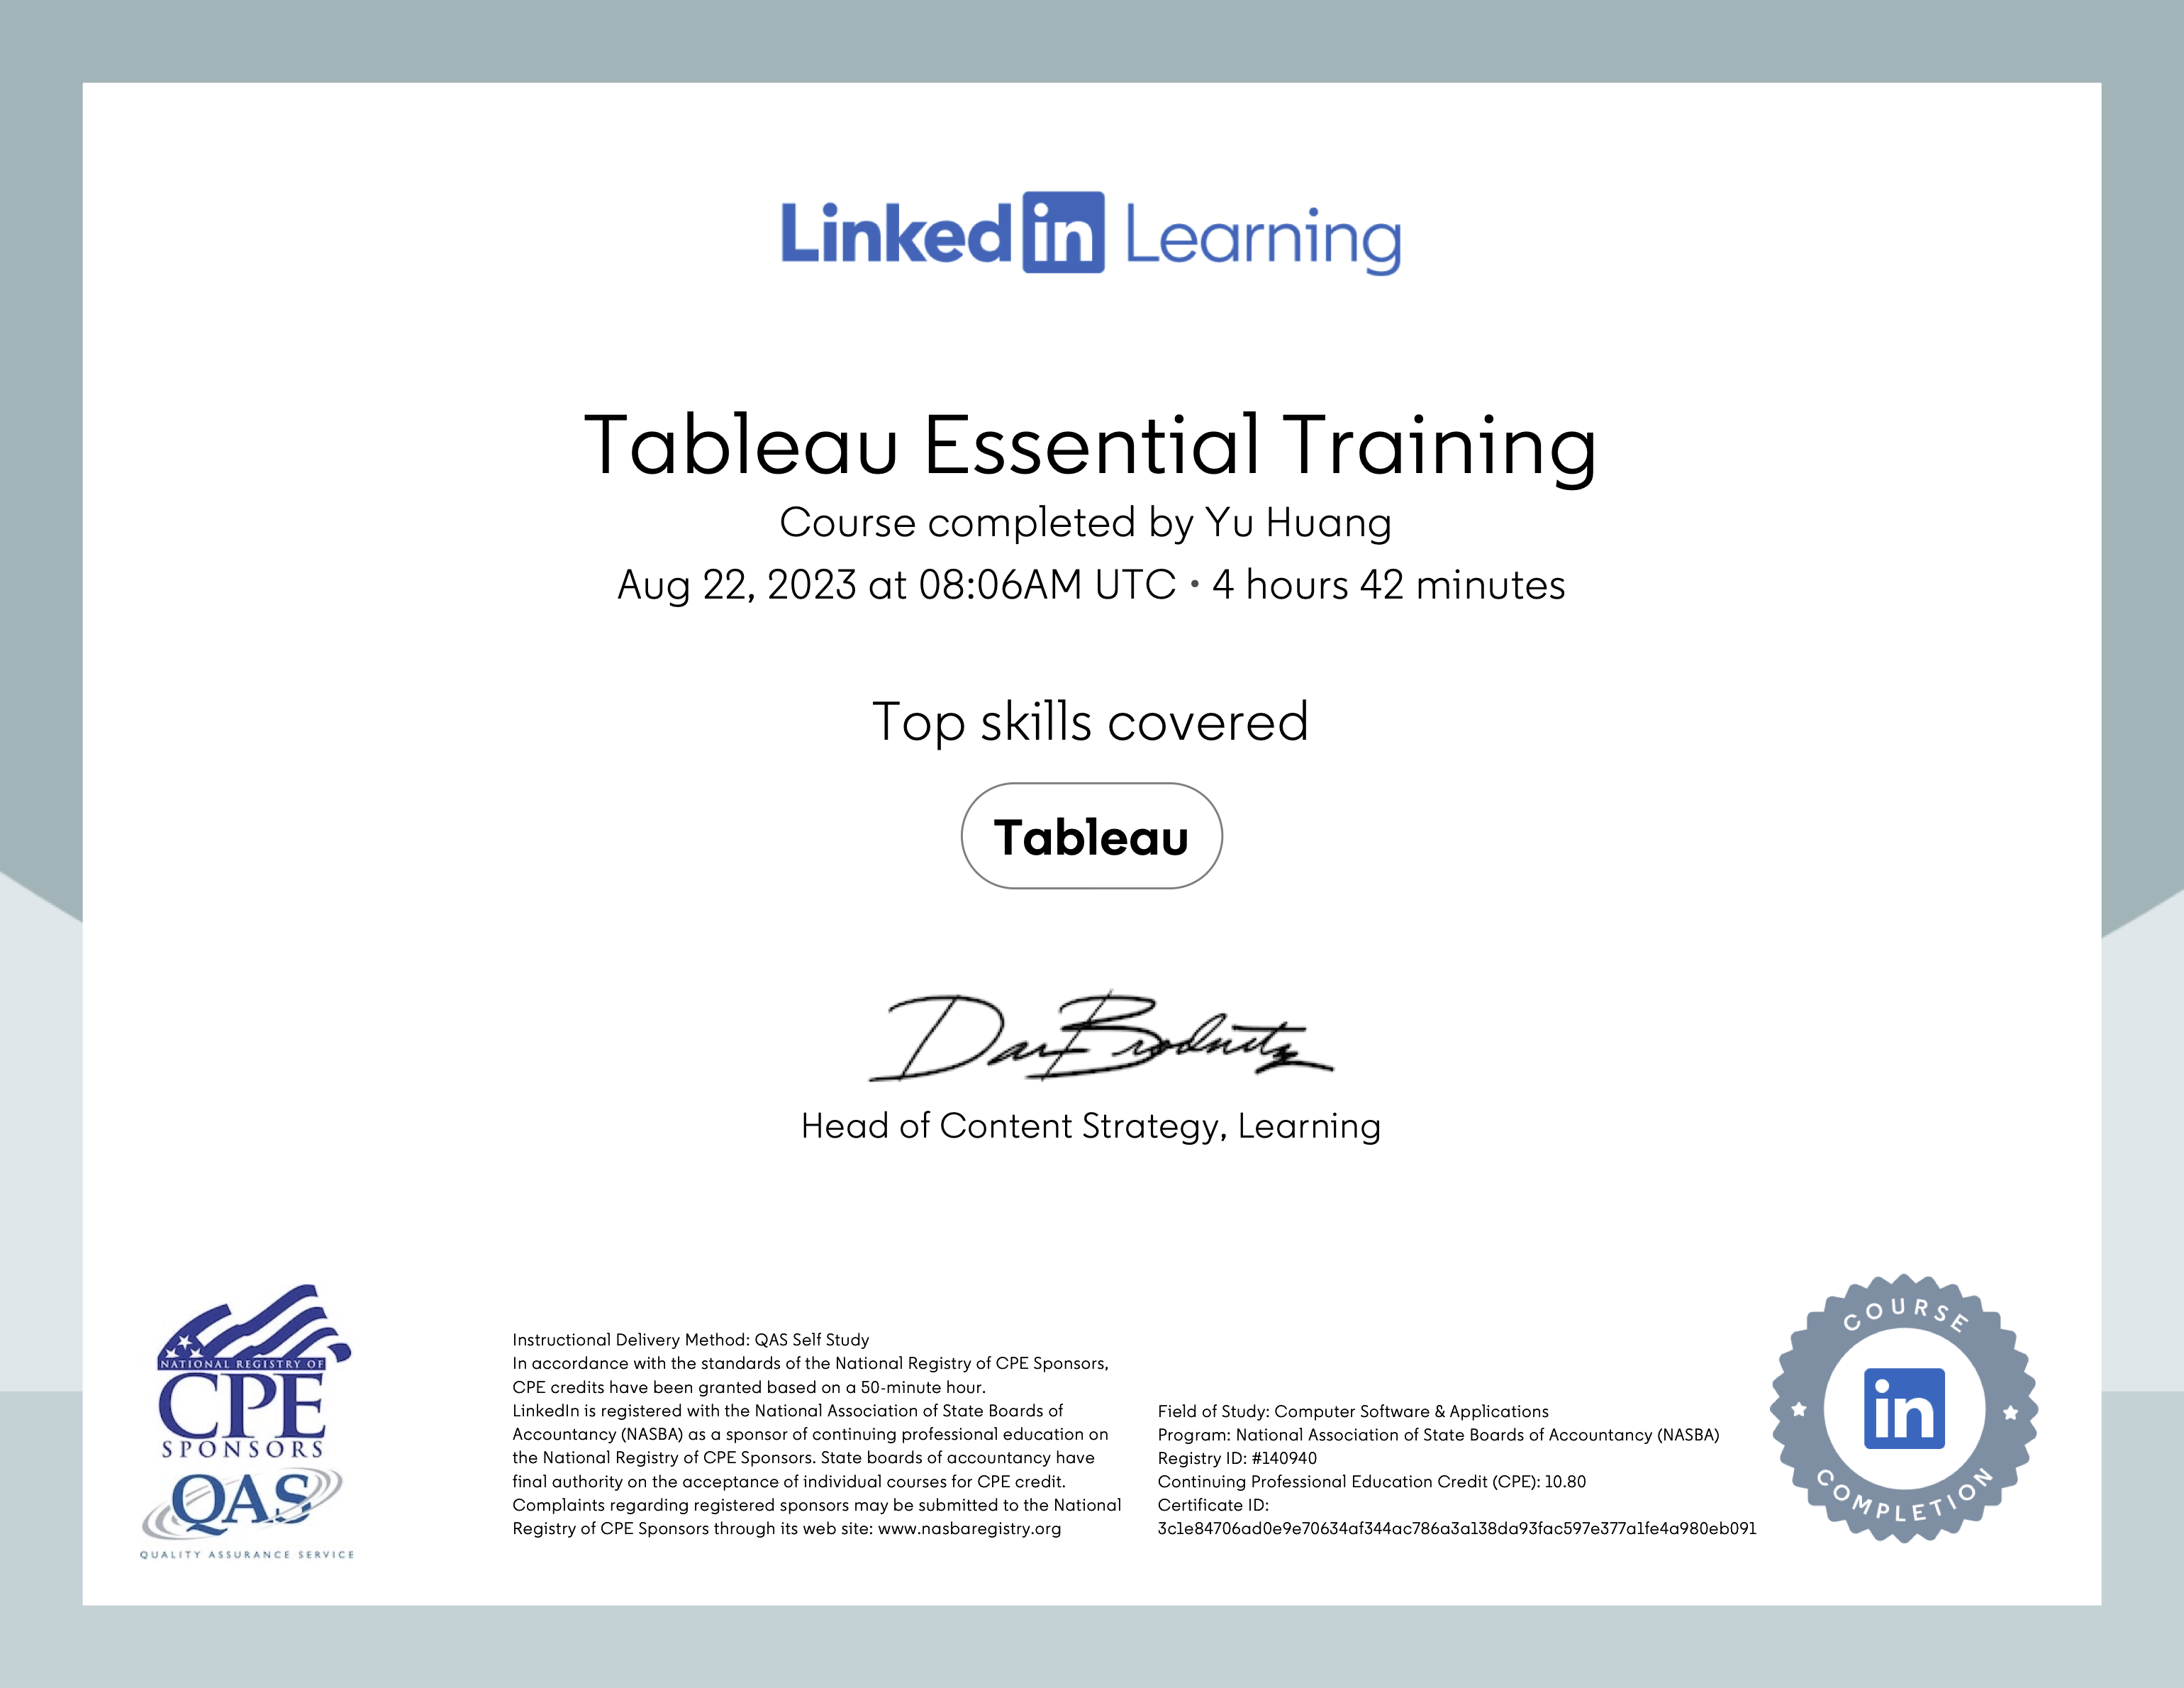 Linked in Learning
Tableau Essential Training
Course completed by Yu Huang
Aug 22, 2023 at 08:06AM UTC • 4 hours 42 minutes
Top skills covered
Tableau
Dan Brodnitz
Head of Content Strategy, Learning
NATIONAL REGISTRY OF
CPE
SPONSORS
QAS
QUALITY ASSURANCE SERVICE
Instructional Delivery Method: QAS Self Study
In accordance with the standards of the National Registry of CPE Sponsors,
CPE credits have been granted based on a 50-minute hour.
LinkedIn is registered with the National Association of State Boards of
Accountancy (NASBA) as a sponsor of continuing professional education on
the National Registry of CPE Sponsors. State boards of accountancy have
final authority on the acceptance of individual courses for CPE credit.
Complaints regarding registered sponsors may be submitted to the National
Registry of CPE Sponsors through its web site: www.nasbaregistry.org
Field of Study: Computer Software & Applications
Program: National Association of State Boards of Accountancy (NASBA)
Registry ID: #140940
Continuing Professional Education Credit (CPE): 10.80
Certificate ID:
3c1e84706ad0e9e70634af344ac786a3a138da93fac597e377a1fe4a980eb091
COURSE
in
COMPLETION